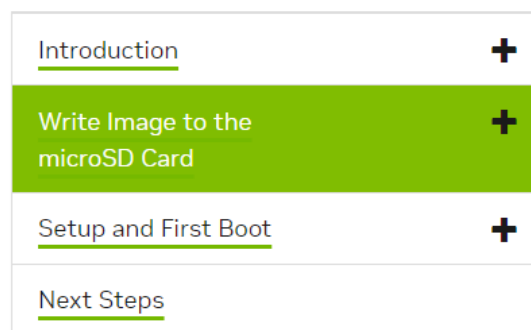 Introduction
Write Image to the
microSD Card
Setup and First Boot
Next Steps